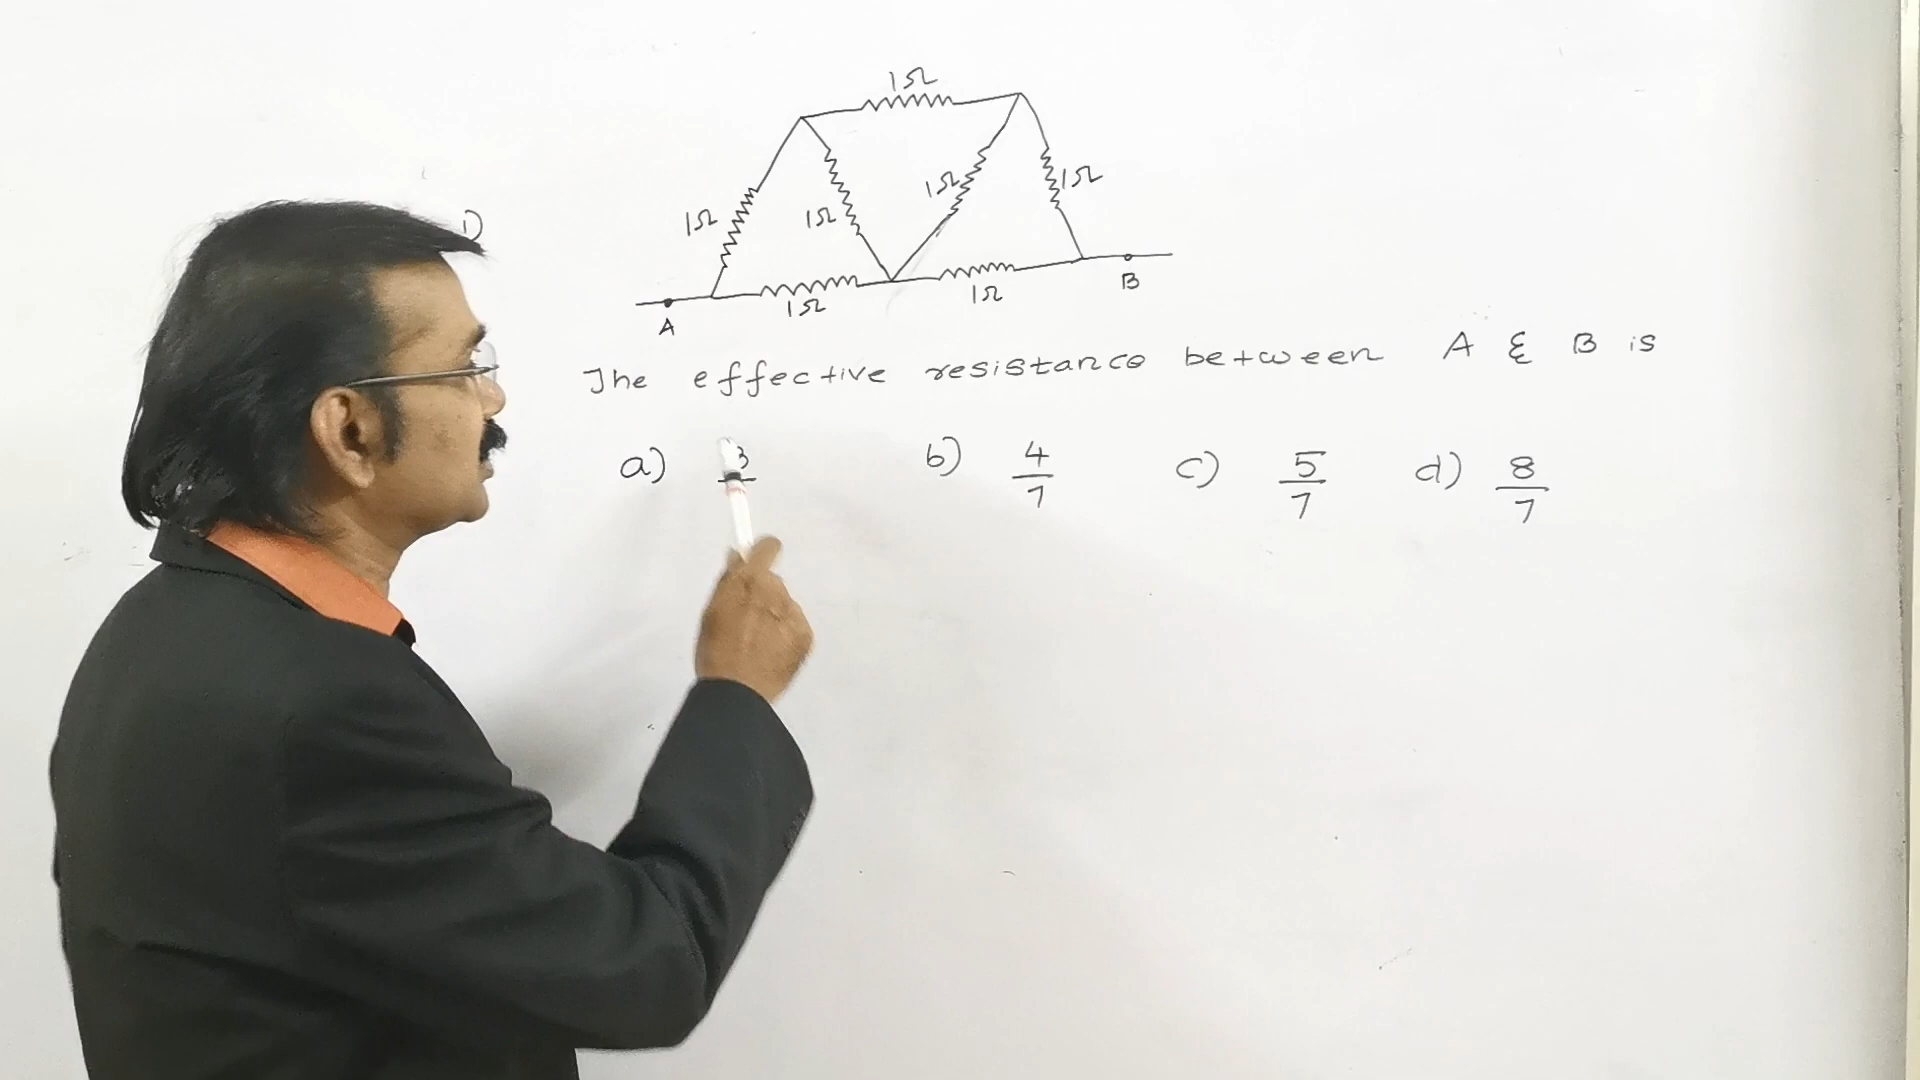 1Ω
1Ω 1Ω 1Ω 1Ω
1)
1Ω 1Ω
A B
The effective resistance between A & B is
a) 3 b) 4/7 c) 5/7 d) 8/7